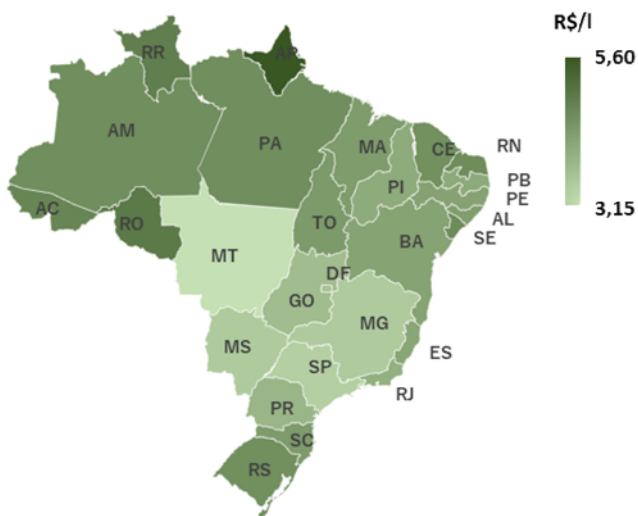 R$/l
5,60
3,15
RR
AP
AM
PA
MA
CE
RN
PB
PI
PE
AC
RO
TO
AL
SE
MT
BA
DF
GO
MG
MS
SP
ES
RJ
PR
SC
RS